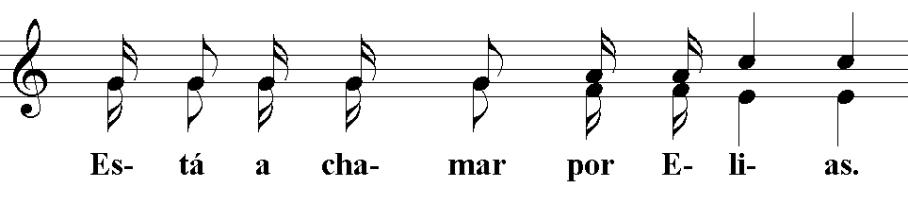 Es- tá a cha- mar por E- li- as.